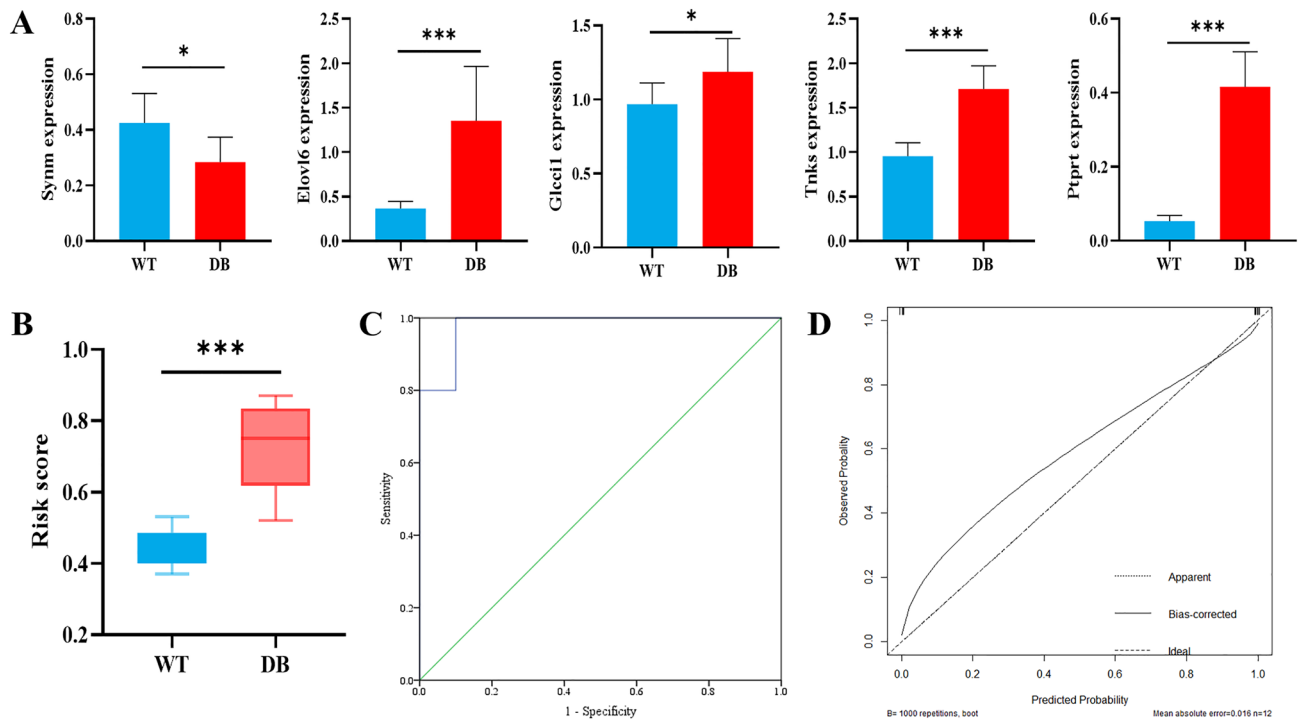 A
Synm expression
0.8
0.6
0.4
0.2
0.0
*
WT DB
Elovl6 expression
2.5
2.0
1.5
1.0
0.5
0.0
***
WT DB
Glcci1 expression
1.5
1.0
0.5
0.0
*
WT DB
Tnks expression
2.5
2.0
1.5
1.0
0.5
0.0
***
WT DB
Ptprt expression
0.6
0.4
0.2
0.0
***
WT DB
B
Risk score
1.0
0.8
0.6
0.4
0.2
***
WT DB
C
Sensitivity
1.0
0.8
0.6
0.4
0.2
0.0
0.0 0.2 0.4 0.6 0.8 1.0
1 - Specificity
D
Observed Probability
1.0
0.8
0.6
0.4
0.2
0.0
Apparent
Bias-corrected
Ideal
0.0 0.2 0.4 0.6 0.8 1.0
Predicted Probability
B= 1000 repetitions, boot
Mean absolute error=0.016 n=12